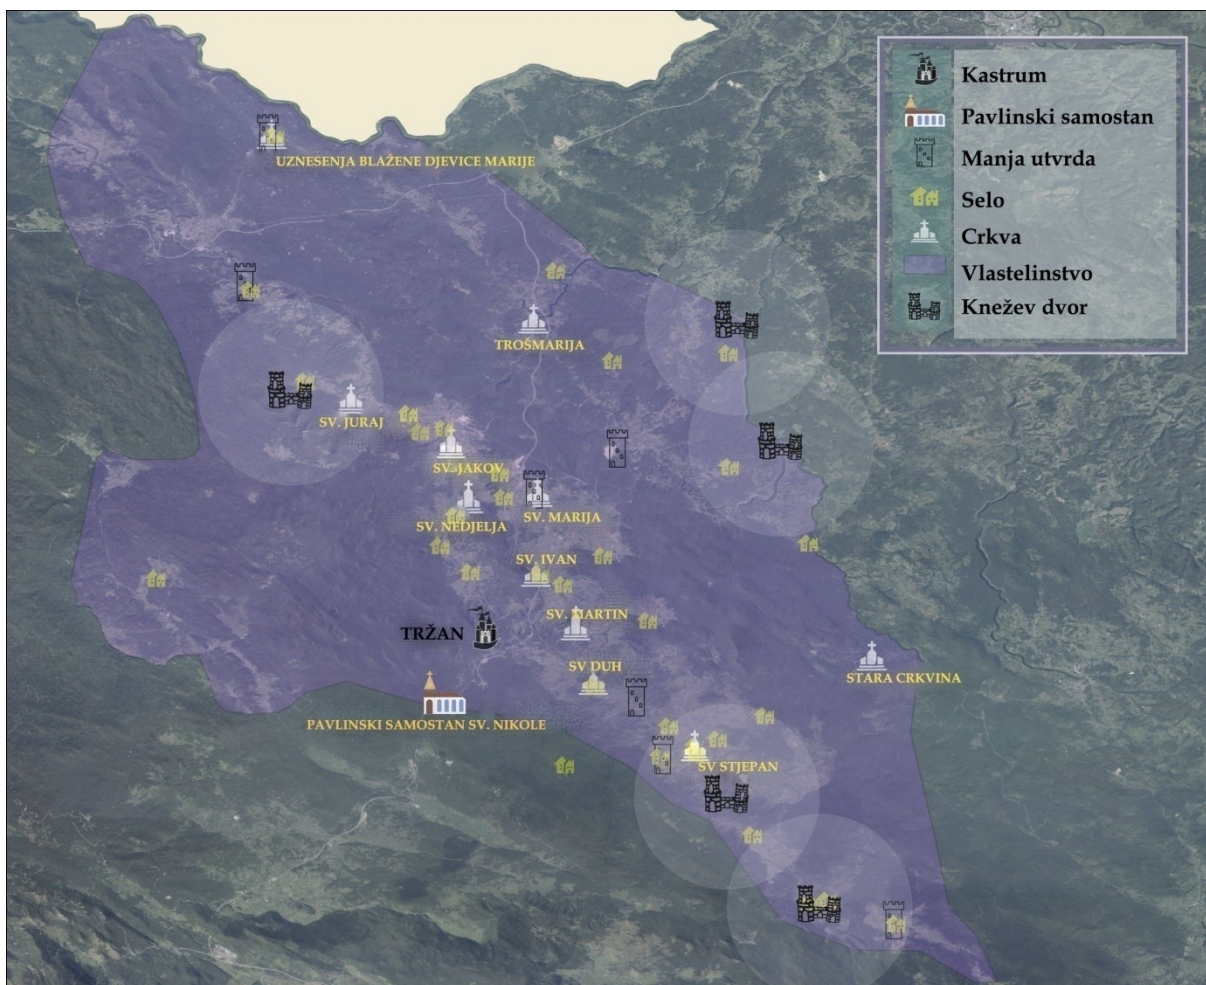 Kastrum
Pavlinski samostan
Manja utvrda
Selo
Crkva
Vlastelinstvo
Knežev dvor
UZNESENJA BLAŽENE DJEVICE MARIJE
TROŠMARIJA
SV. JURAJ
SV. JAKOV
SV. NEDJELJA
SV. MARIJA
SV. IVAN
SV. MARTIN
TRŽAN
SV DUH
STARA CRKVINA
PAVLINSKI SAMOSTAN SV. NIKOLE
SV STJEPAN